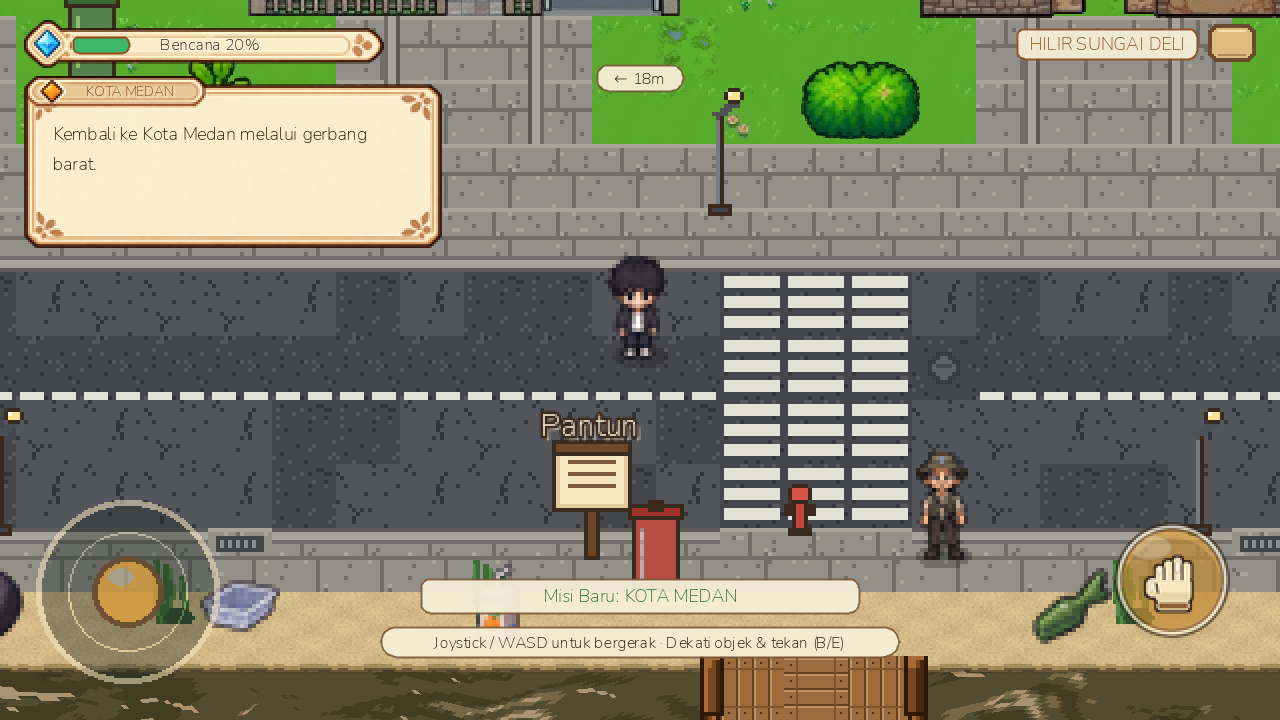 Bencana 20%
HILIR SUNGAI DELI
← 18m
KOTA MEDAN
Kembali ke Kota Medan melalui gerbang
barat.
Pantun
Misi Baru: KOTA MEDAN
Joystick / WASD untuk bergerak · Dekati objek & tekan (B/E)